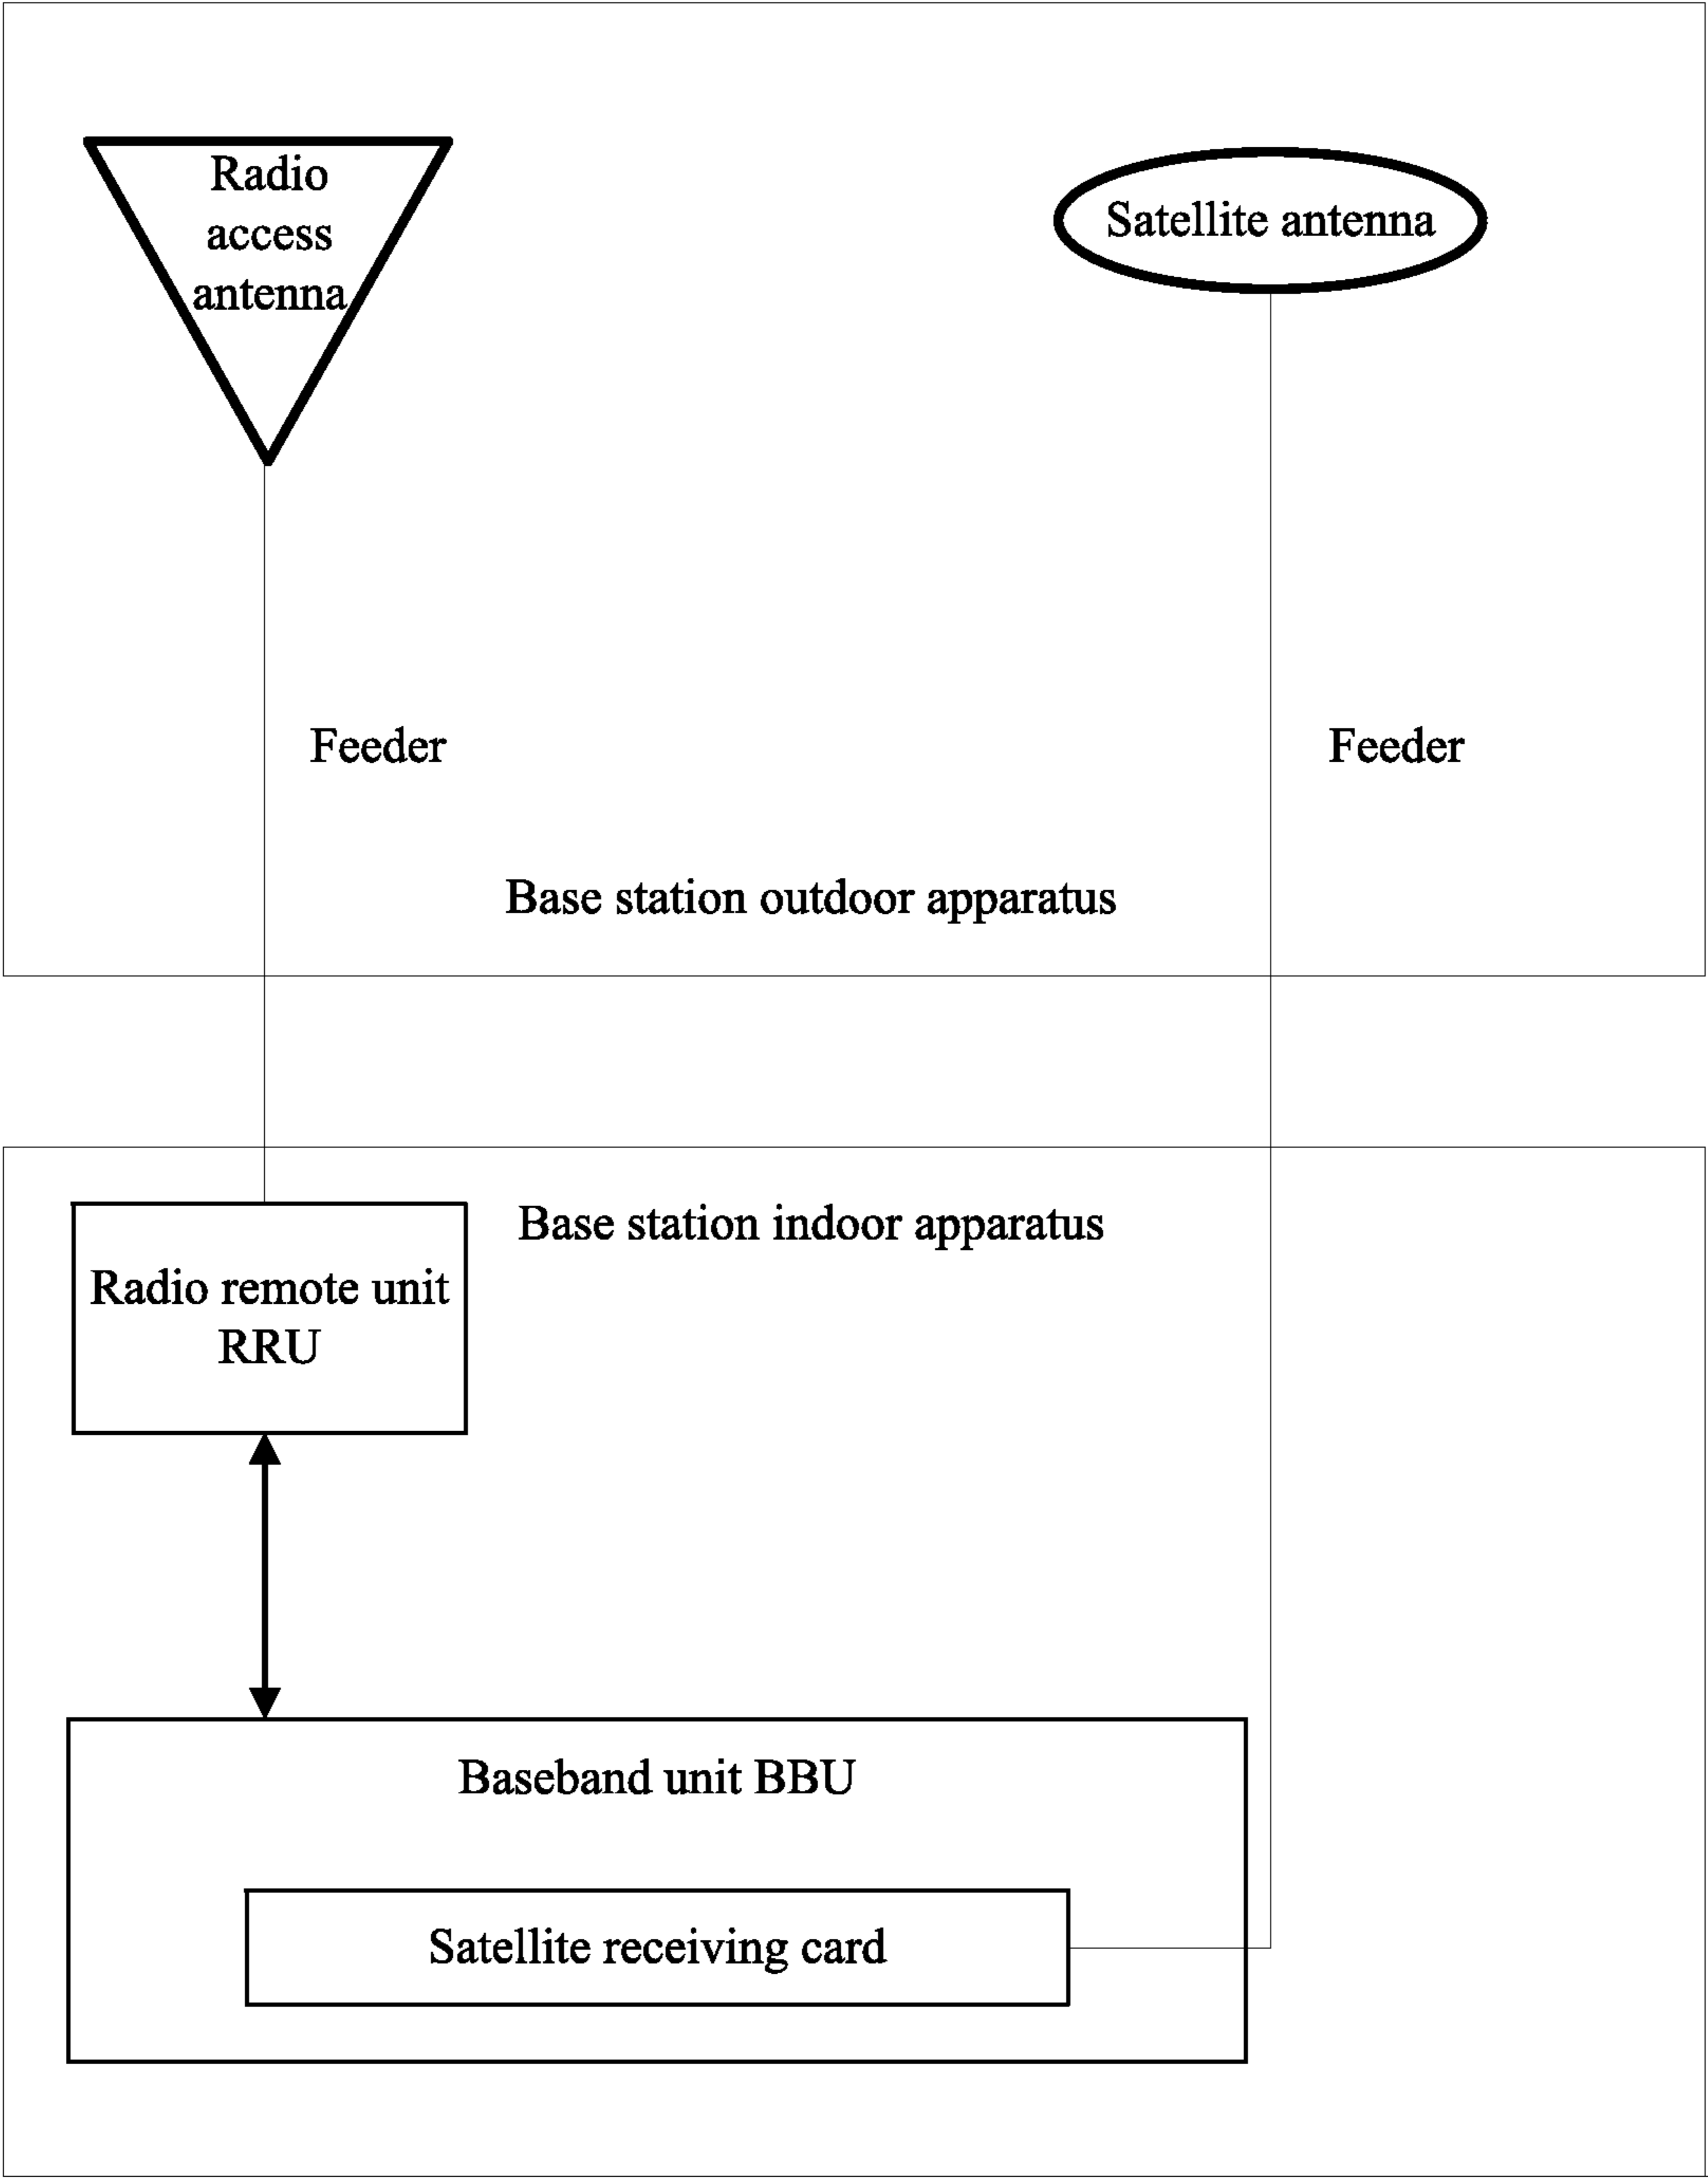 Radio
access
antenna
Satellite antenna
Feeder
Feeder
Base station outdoor apparatus
Base station indoor apparatus
Radio remote unit
RRU
Baseband unit BBU
Satellite receiving card